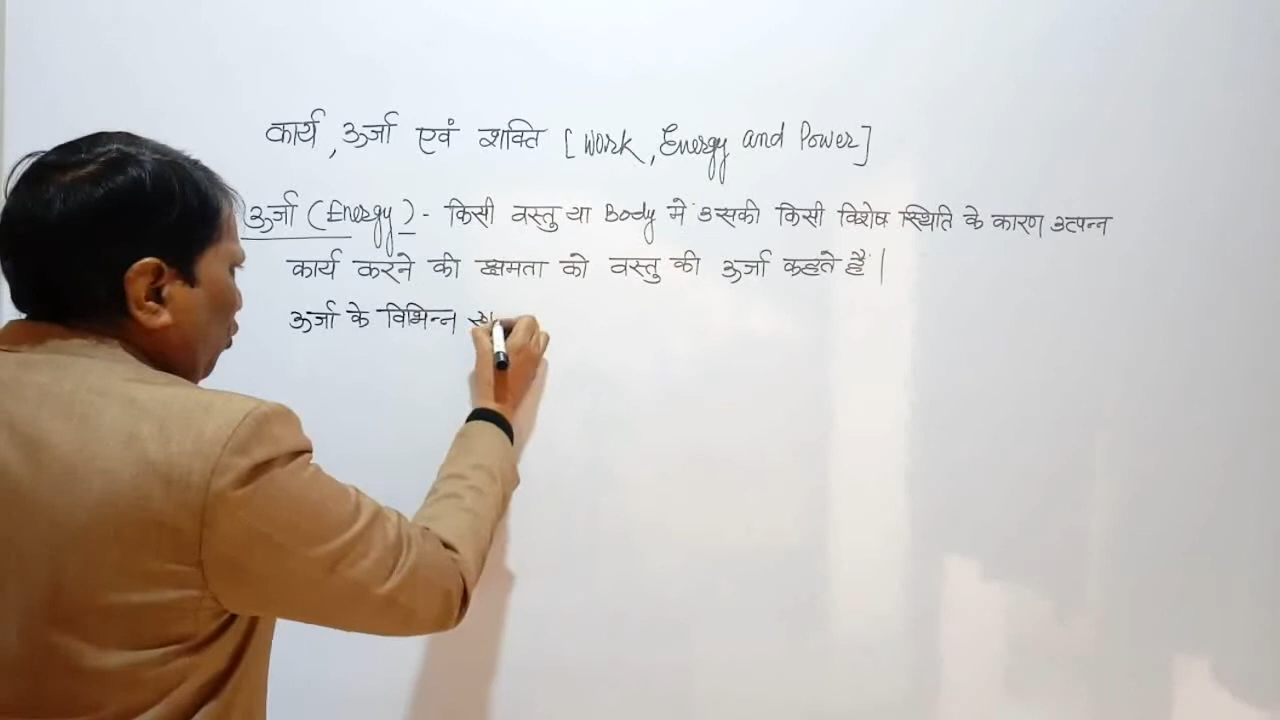 कार्य, ऊर्जा एवं शक्ति [Work, Energy and Power]
ऊर्जा (Energy) - किसी वस्तु या Body में उसकी किसी विशेष स्थिति के कारण उत्पन्न
कार्य करने की क्षमता को वस्तु की ऊर्जा कहते हैं |
ऊर्जा के विभिन्न